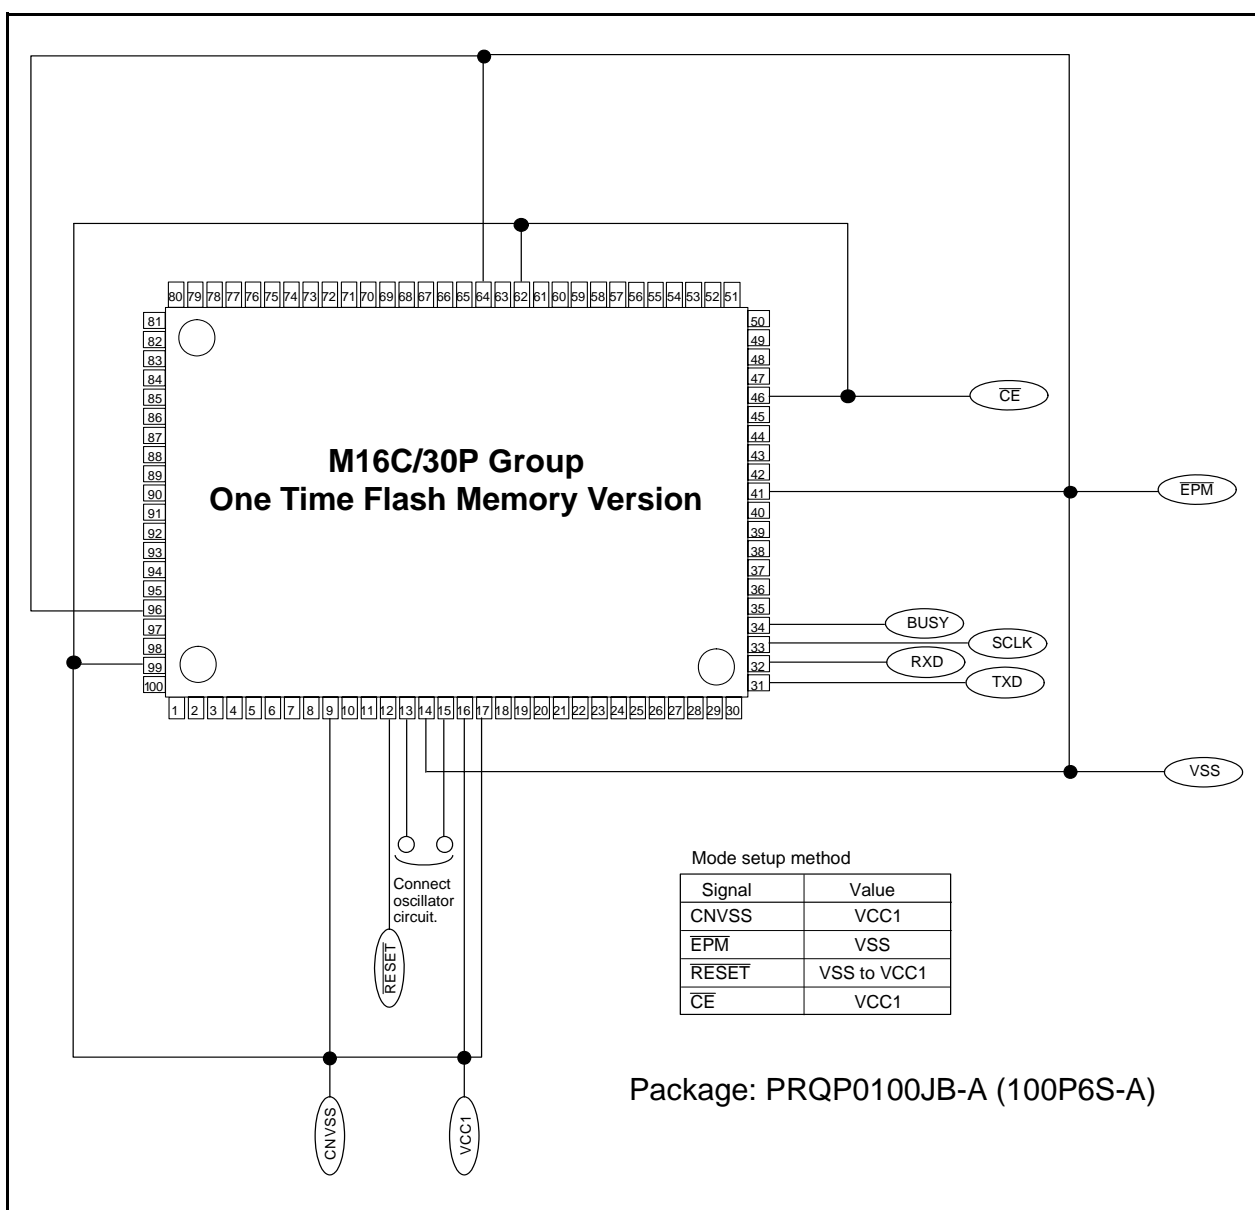 80 79 78 77 76 75 74 73 72 71 70 69 68 67 66 65 64 63 62 61 60 59 58 57 56 55 54 53 52 51
81
82
83
84
85
86
87
88
89
90
91
92
93
94
95
96
97
98
99
100
M16C/30P Group
One Time Flash Memory Version
50
49
48
47
46
45
44
43
42
41
40
39
38
37
36
35
34
33
32
31
C̅E̅
E̅P̅M̅
BUSY
SCLK
RXD
TXD
VSS
1 2 3 4 5 6 7 8 9 10 11 12 13 14 15 16 17 18 19 20 21 22 23 24 25 26 27 28 29 30
Connect
oscillator
circuit.
R̅E̅S̅E̅T̅
CNVSS
VCC1
Mode setup method
Signal Value
CNVSS VCC1
E̅P̅M̅ VSS
R̅E̅S̅E̅T̅ VSS to VCC1
C̅E̅ VCC1
Package: PRQP0100JB-A (100P6S-A)